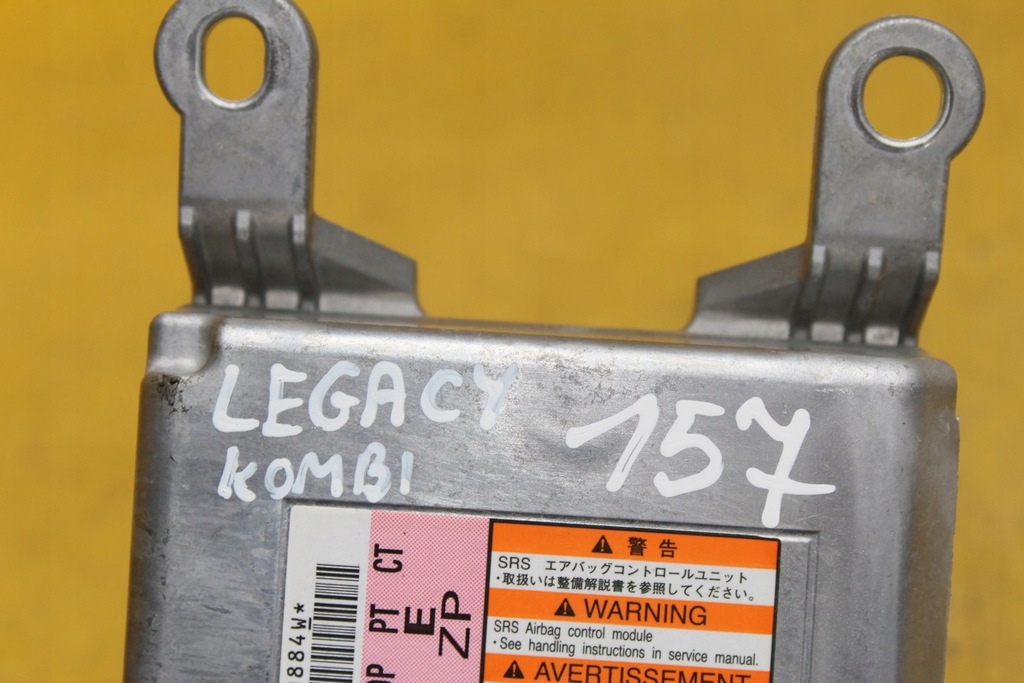 LEGACY
KOMBI
157
警告
SRS エアバッグコントロールユニット
・取扱いは整備解説書を参照してください。
WARNING
SRS Airbag control module
・See handling instructions in service manual.
AVERTISSEMENT
CT
PT
E
ZP
884W*